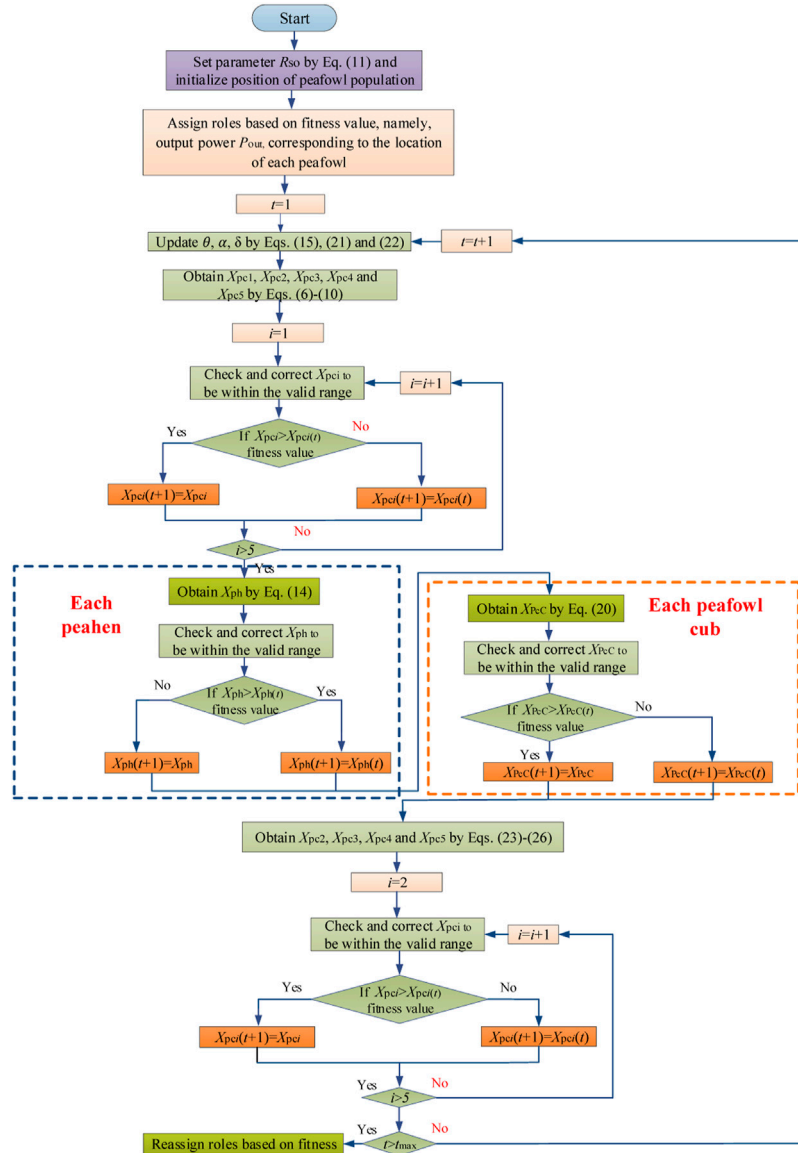 Start
Set parameter Rso by Eq. (11) and
initialize position of peafowl population
Assign roles based on fitness value, namely,
output power Pout, corresponding to the location
of each peafowl
t=1
Update θ, α, δ by Eqs. (15), (21) and (22)
t=t+1
Obtain Xpc1, Xpc2, Xpc3, Xpc4 and
Xpc5 by Eqs. (6)-(10)
i=1
Check and correct Xpci to
be within the valid range
i=i+1
Yes
If Xpci>Xpci(t)
fitness value
No
Xpci(t+1)=Xpci
Xpci(t+1)=Xpci(t)
No
i>5
Yes
Each
peahen
Obtain Xph by Eq. (14)
Check and correct Xph to
be within the valid range
No
If Xph>Xph(t)
fitness value
Yes
Xph(t+1)=Xph
Xph(t+1)=Xph(t)
Each peafowl
cub
Obtain XPeC by Eq. (20)
Check and correct XPeC to
be within the valid range
If XPeC>XPeC(t)
fitness value
No
Yes
XPeC(t+1)=XPeC
XPeC(t+1)=XPeC(t)
Obtain Xpc2, Xpc3, Xpc4 and Xpc5 by Eqs. (23)-(26)
i=2
Check and correct Xpci to
be within the valid range
i=i+1
Yes
If Xpci>Xpci(t)
fitness value
No
Xpci(t+1)=Xpci
Xpci(t+1)=Xpci(t)
Yes
i>5
No
Reassign roles based on fitness
Yes
t>tmax
No